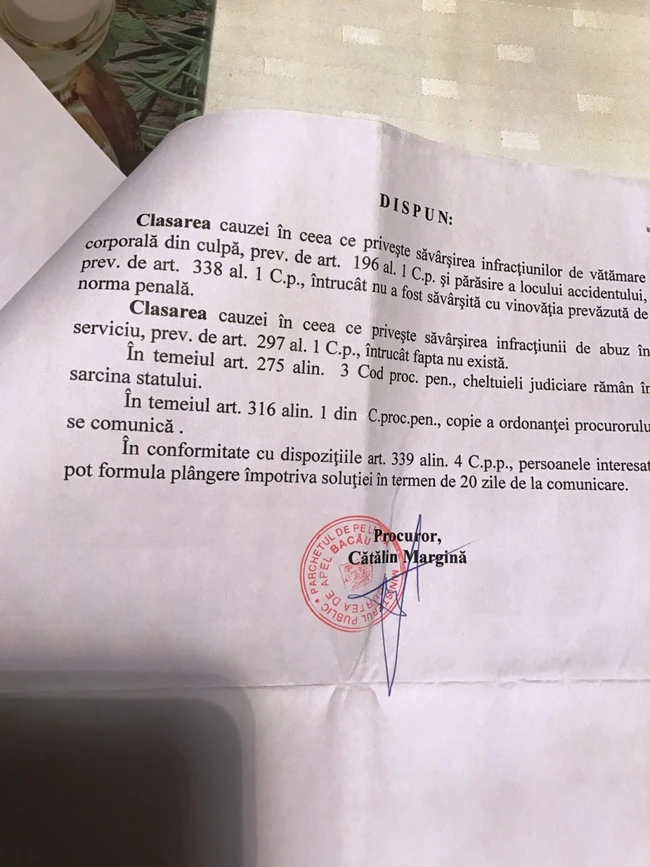 DISPUN:
Clasarea cauzei în ceea ce priveşte săvârşirea infracţiunilor de vătămare
corporală din culpă, prev. de art. 196 al. 1 C.p. şi părăsire a locului accidentului,
prev. de art. 338 al. 1 C.p., întrucât nu a fost săvârşită cu vinovăţia prevăzută de
norma penală.
Clasarea cauzei în ceea ce priveşte săvârşirea infracţiunii de abuz în
serviciu, prev. de art. 297 al. 1 C.p., întrucât fapta nu există.
În temeiul art. 275 alin. 3 Cod proc. pen., cheltuieli judiciare rămân în
sarcina statului.
În temeiul art. 316 alin. 1 din C.proc.pen., copie a ordonanţei procurorulu
se comunică .
În conformitate cu dispoziţiile art. 339 alin. 4 C.p.p., persoanele interesat
pot formula plângere împotriva soluţiei în termen de 20 zile de la comunicare.
Procuror,
Cătălin Margină
PARCHETUL DE PE
DE APEL BACĂU
PUBLIC